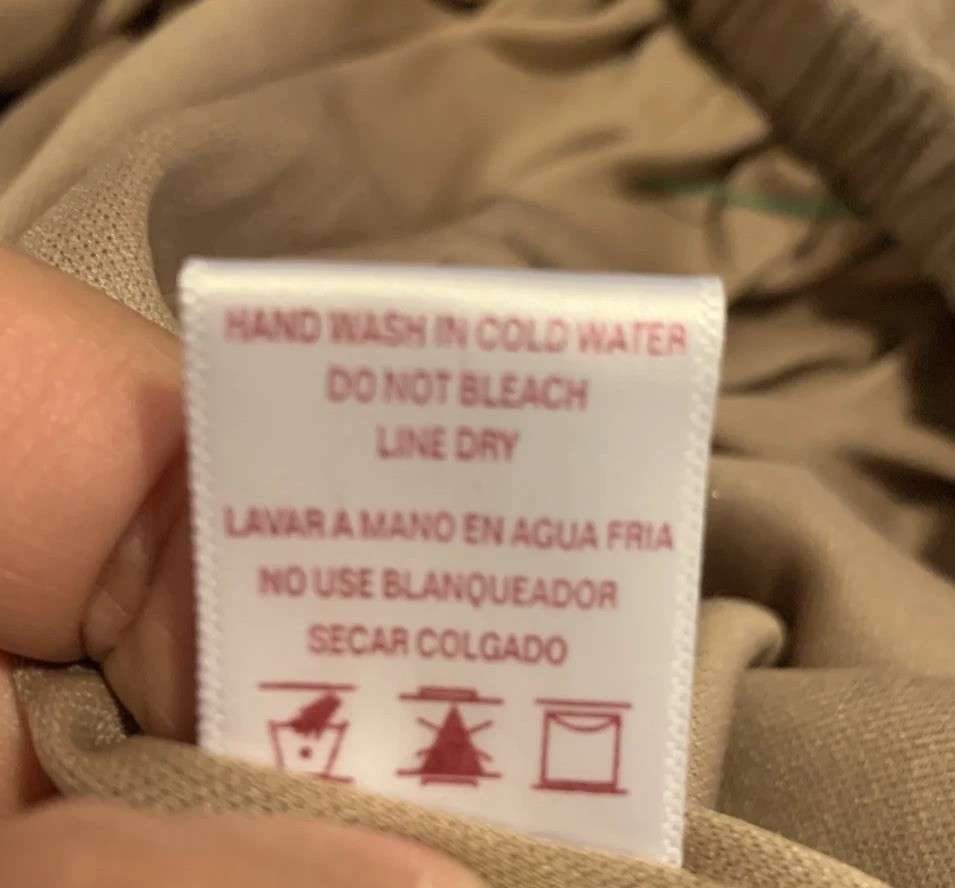 HAND WASH IN COLD WATER
DO NOT BLEACH
LINE DRY
LAVAR A MANO EN AGUA FRIA
NO USE BLANQUEADOR
SECAR COLGADO